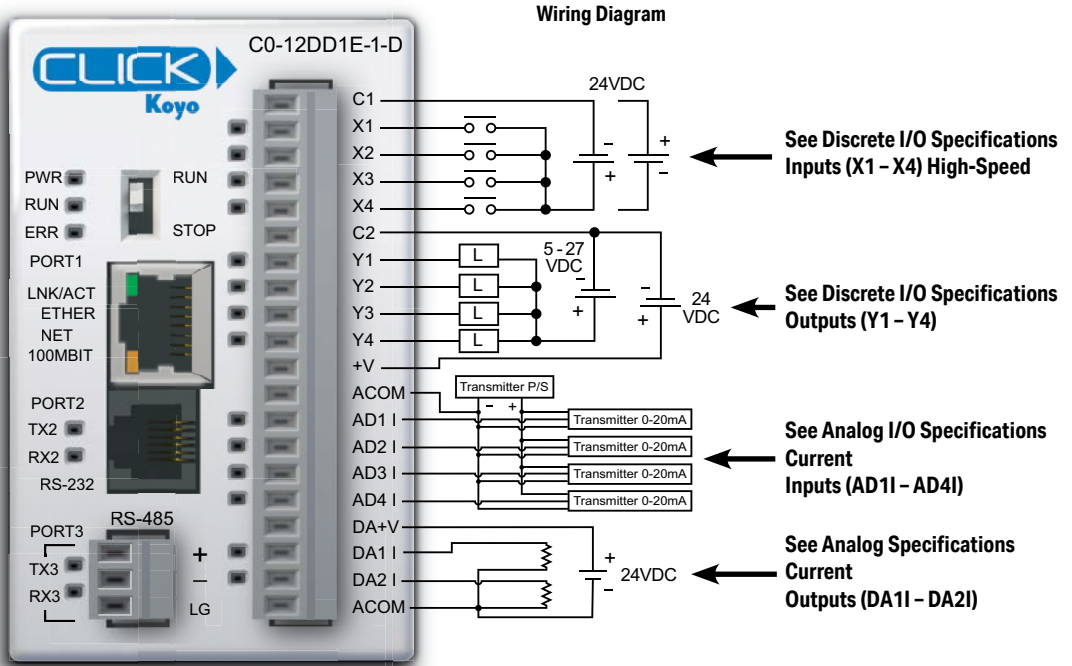 Wiring Diagram
C0-12DD1E-1-D
CLICK
Koyo
PWR
RUN
RUN
ERR
STOP
PORT1
LNK/ACT
ETHER
NET
100MBIT
PORT2
TX2
RX2
RS-232
PORT3
RS-485
TX3
RX3
+
–
LG
C1
X1
X2
X3
X4
C2
Y1
Y2
Y3
Y4
+V
ACOM
AD1 I
AD2 I
AD3 I
AD4 I
DA+V
DA1 I
DA2 I
ACOM
24VDC
-
+
+
-
See Discrete I/O Specifications
Inputs (X1 – X4) High-Speed
L
L
L
L
5 - 27
VDC
-
+
-
+
24
VDC
See Discrete I/O Specifications
Outputs (Y1 – Y4)
Transmitter P/S
- +
Transmitter 0-20mA
Transmitter 0-20mA
Transmitter 0-20mA
Transmitter 0-20mA
See Analog I/O Specifications
Current
Inputs (AD1I – AD4I)
+
-
24VDC
See Analog Specifications
Current
Outputs (DA1I – DA2I)